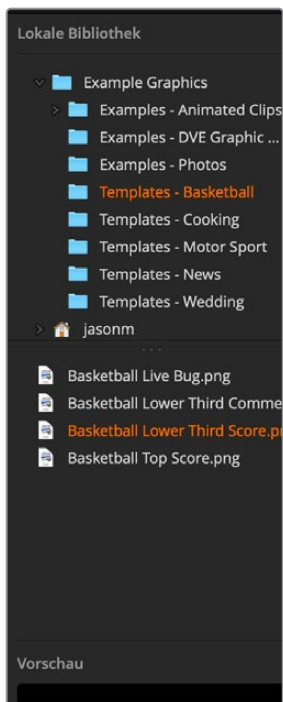 Lokale Bibliothek
Example Graphics
Examples - Animated Clips
Examples - DVE Graphic ...
Examples - Photos
Templates - Basketball
Templates - Cooking
Templates - Motor Sport
Templates - News
Templates - Wedding
jasonm
Basketball Live Bug.png
Basketball Lower Third Comme
Basketball Lower Third Score.p
Basketball Top Score.png
Vorschau